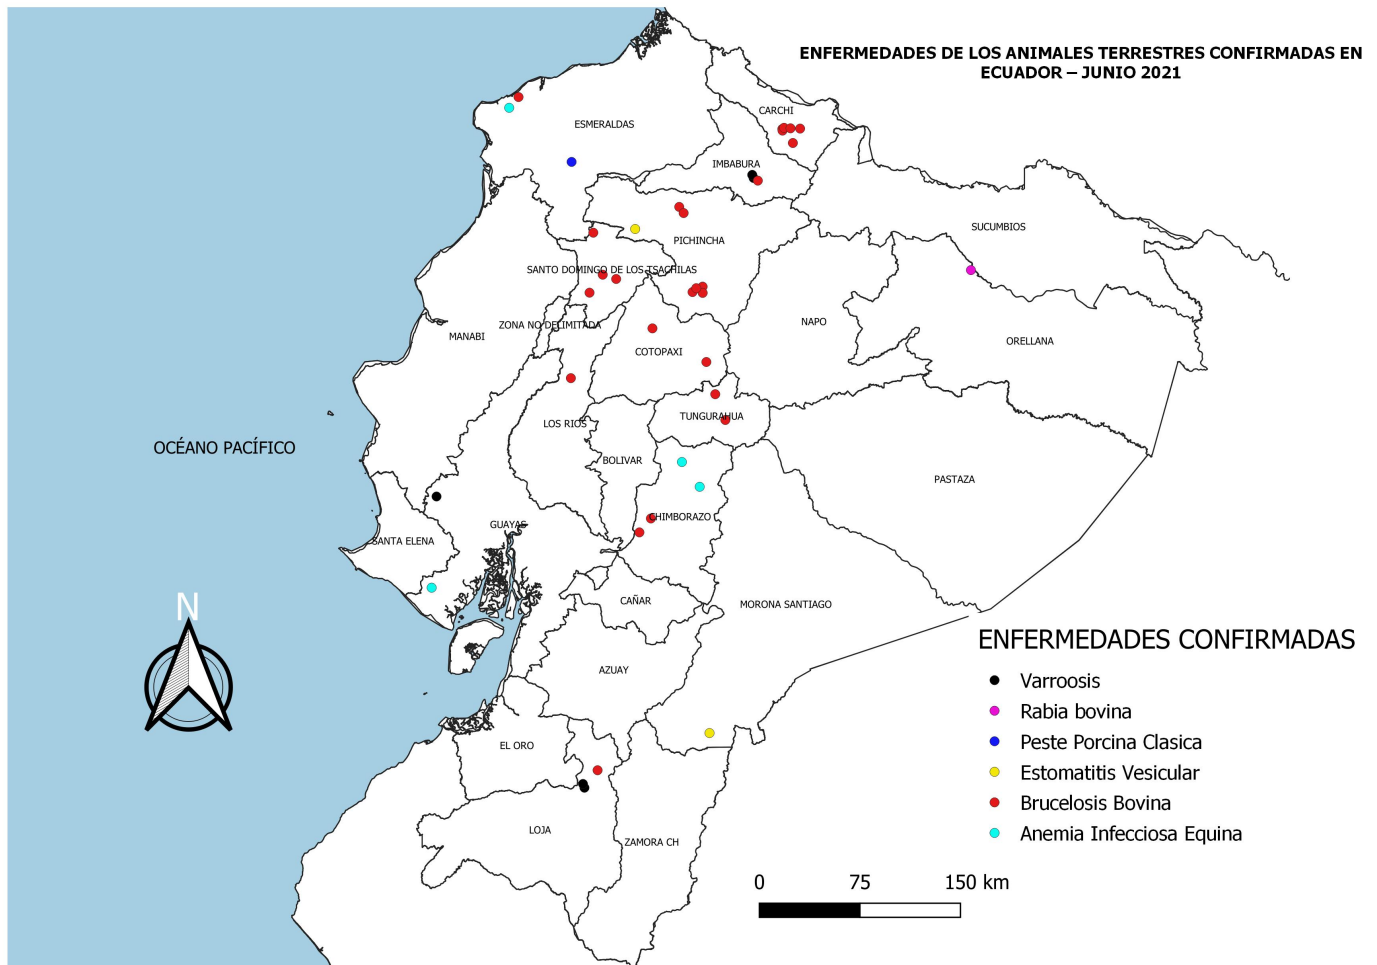 ENFERMEDADES DE LOS ANIMALES TERRESTRES CONFIRMADAS EN
ECUADOR – JUNIO 2021
CARCHI
ESMERALDAS
IMBABURA
SUCUMBIOS
PICHINCHA
SANTO DOMINGO DE LOS TSACHILAS
NAPO
ZONA NO DELIMITADA
MANABI
ORELLANA
COTOPAXI
TUNGURAHUA
LOS RIOS
OCÉANO PACÍFICO
BOLIVAR
PASTAZA
CHIMBORAZO
GUAYAS
SANTA ELENA
CAÑAR
MORONA SANTIAGO
N
AZUAY
EL ORO
LOJA
ZAMORA CH
ENFERMEDADES CONFIRMADAS
Varroosis
Rabia bovina
Peste Porcina Clasica
Estomatitis Vesicular
Brucelosis Bovina
Anemia Infecciosa Equina
0 75 150 km